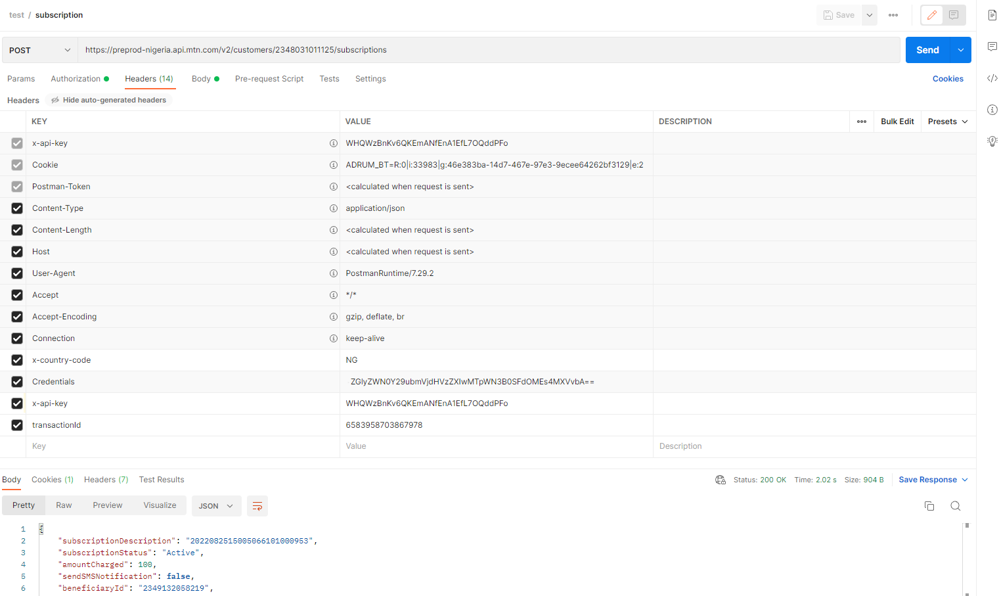 test / subscription
Save
POST
https://preprod-nigeria.api.mtn.com/v2/customers/2348031011125/subscriptions
Send
Params Authorization Headers (14) Body Pre-request Script Tests Settings Cookies
Headers Hide auto-generated headers
KEY VALUE DESCRIPTION Bulk Edit Presets
x-api-key WHQWzBnKv6QKEmANfEnA1EfL7OQddPFo
Cookie ADRUM_BT=R:0|i:33983|g:46e383ba-14d7-467e-97e3-9ecee64262bf3129|e:2
Postman-Token <calculated when request is sent>
Content-Type application/json
Content-Length <calculated when request is sent>
Host <calculated when request is sent>
User-Agent PostmanRuntime/7.29.2
Accept */*
Accept-Encoding gzip, deflate, br
Connection keep-alive
x-country-code NG
Credentials ZGlyZWN0Y29ubmVjdHVzZXIwMTpWN3B0SFdOMEs4MXVvbA==
x-api-key WHQWzBnKv6QKEmANfEnA1EfL7OQddPFo
transactionId 6583958703867978
Key Value Description
Body Cookies (1) Headers (7) Test Results Status: 200 OK Time: 2.02 s Size: 904 B Save Response
Pretty Raw Preview Visualize JSON
1 {
2 "subscriptionDescription": "2022082515005066101000953",
3 "subscriptionStatus": "Active",
4 "amountCharged": 100,
5 "sendSMSNotification": false,
6 "beneficiaryId": "2349132058219",